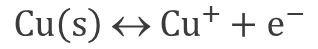 Cu(s) ↔ Cu⁺ + e⁻